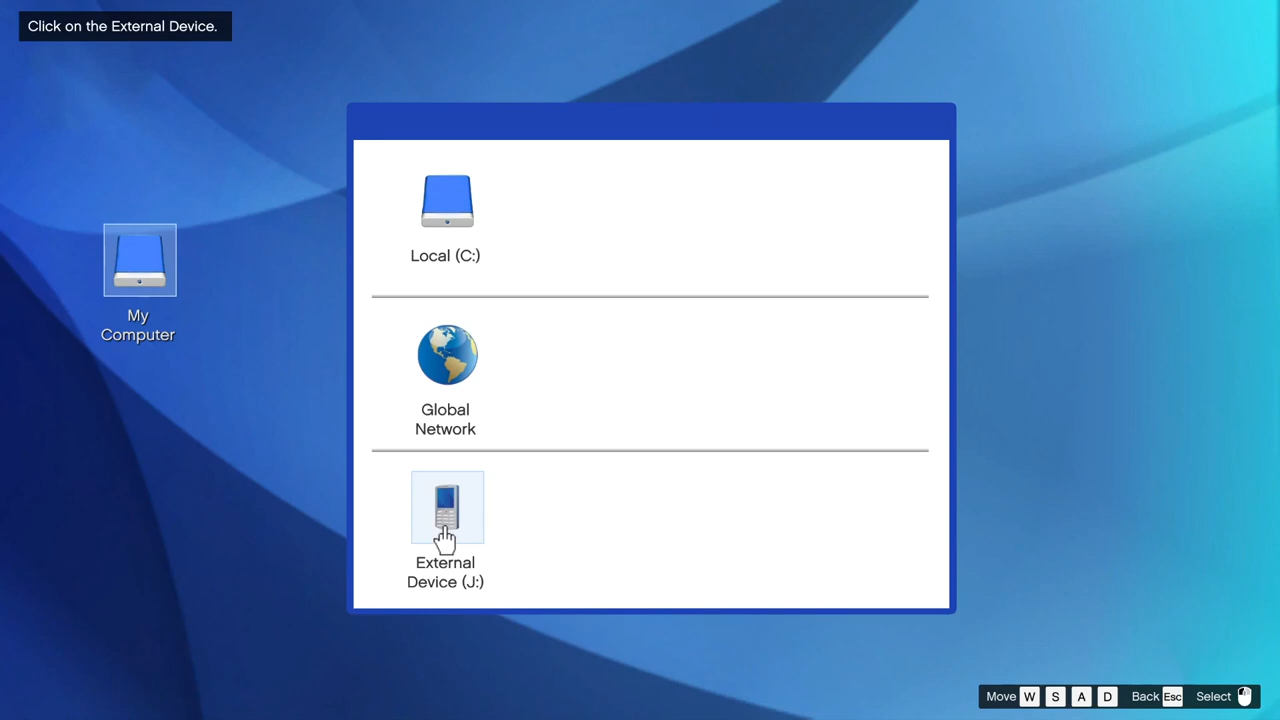 Click on the External Device.
Local (C:)
My
Computer
Global
Network
External
Device (J:)
Move W S A D Back Esc Select